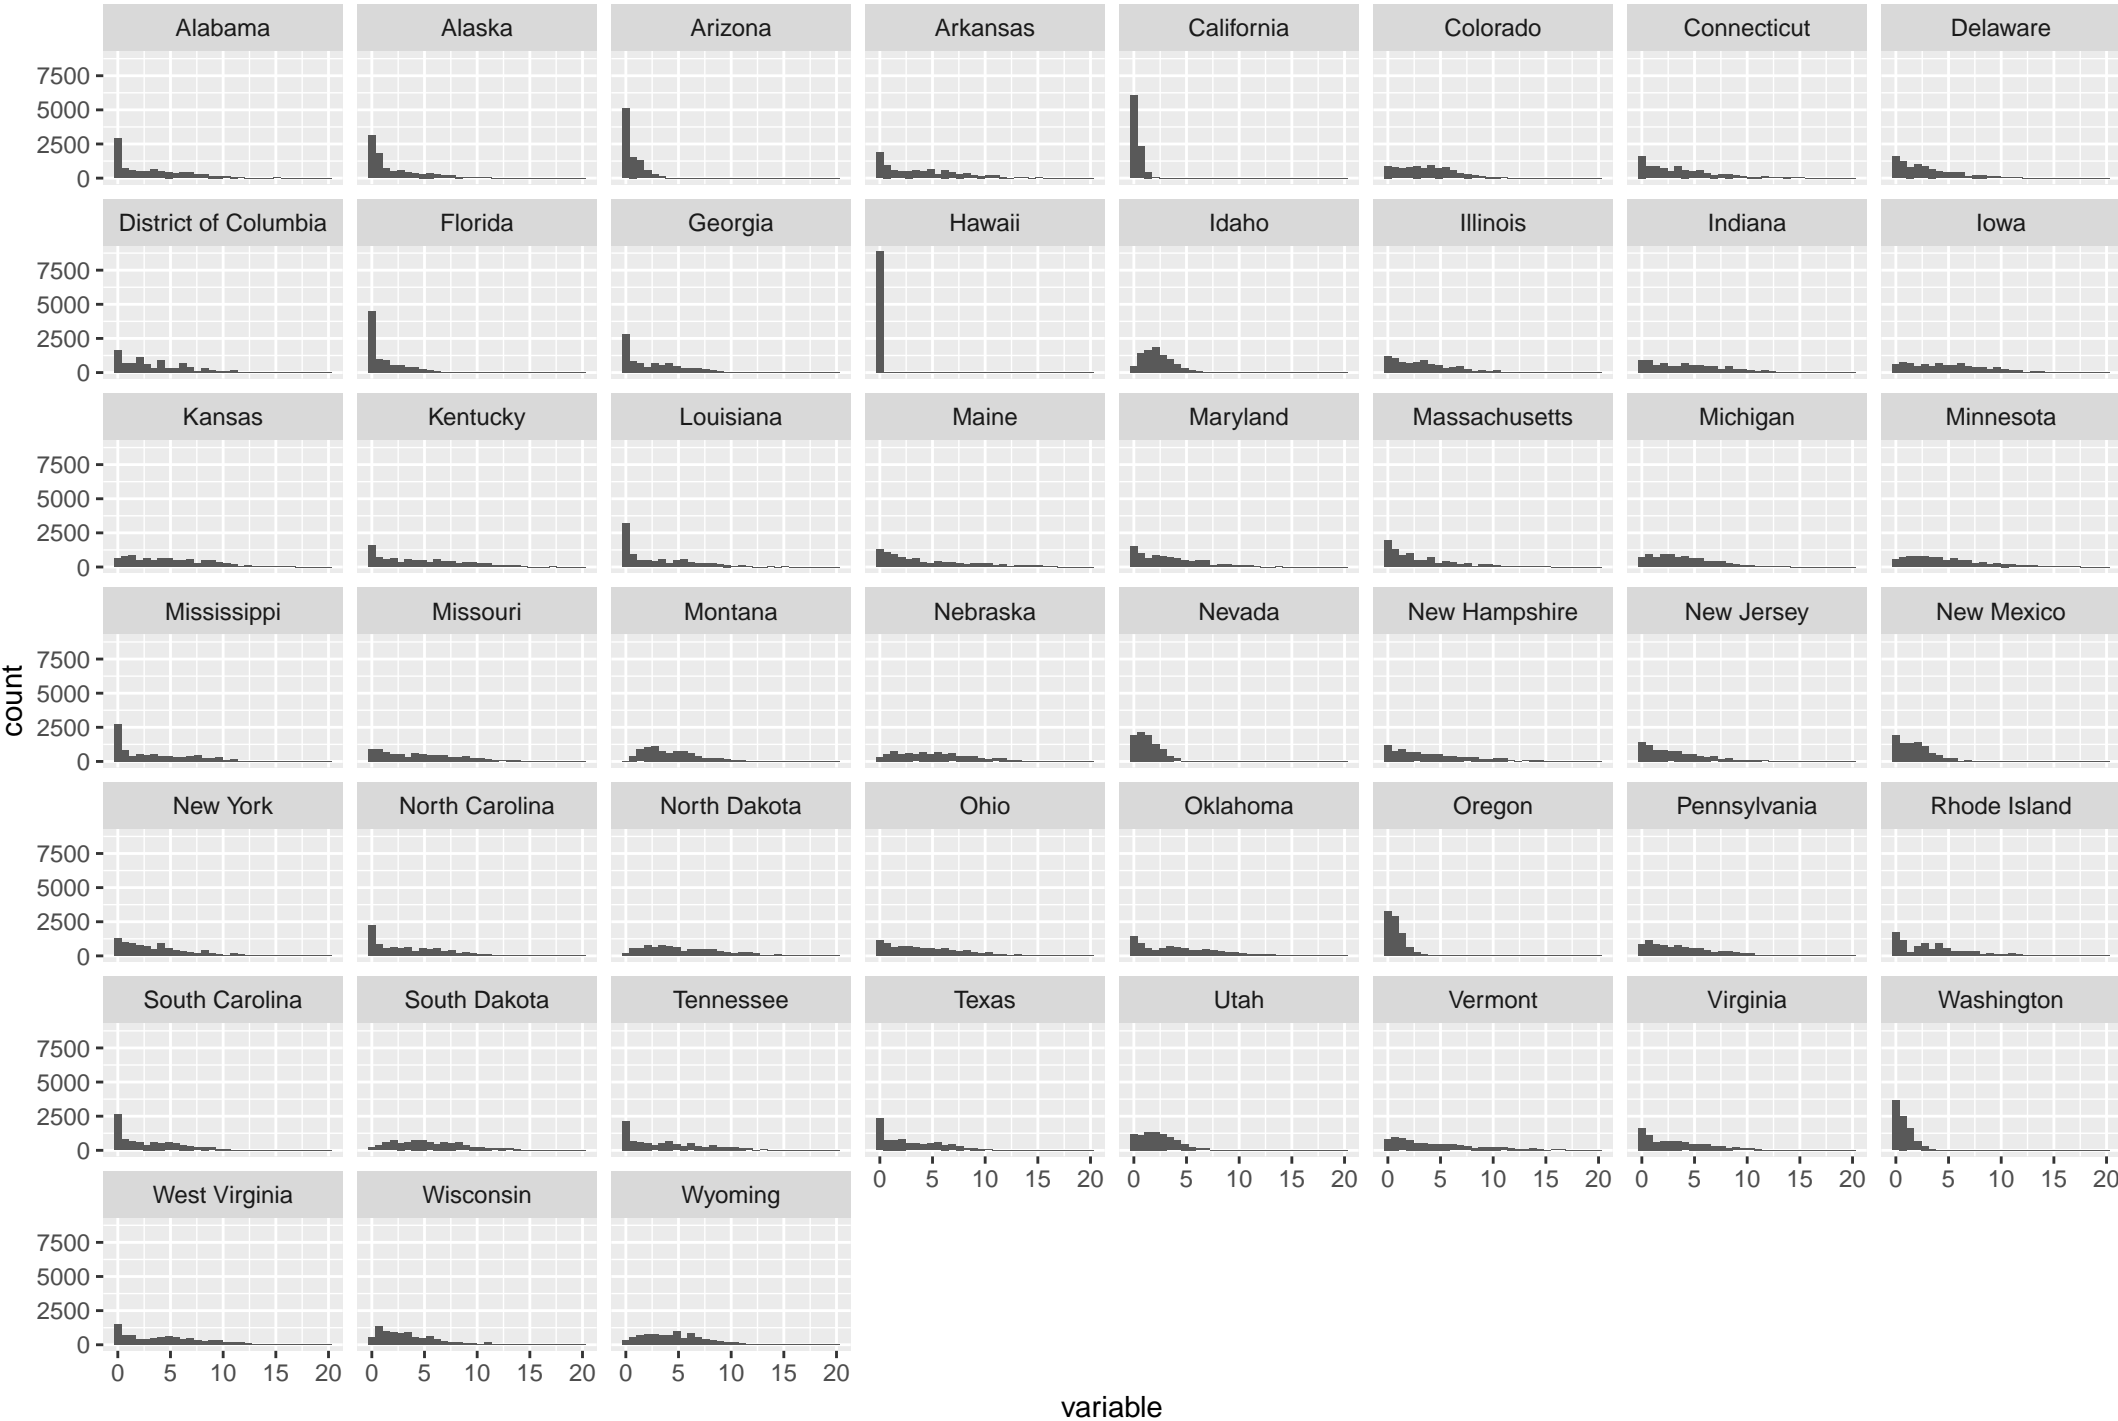 Alabama Alaska Arizona Arkansas California Colorado Connecticut Delaware
7500
5000
2500
0
District of Columbia Florida Georgia Hawaii Idaho Illinois Indiana Iowa
7500
5000
2500
0
Kansas Kentucky Louisiana Maine Maryland Massachusetts Michigan Minnesota
7500
5000
2500
0
Mississippi Missouri Montana Nebraska Nevada New Hampshire New Jersey New Mexico
7500
5000
2500
0
count
New York North Carolina North Dakota Ohio Oklahoma Oregon Pennsylvania Rhode Island
7500
5000
2500
0
South Carolina South Dakota Tennessee Texas Utah Vermont Virginia Washington
7500
5000
2500
0
0 5 10 15 20 0 5 10 15 20 0 5 10 15 20 0 5 10 15 20 0 5 10 15 20
West Virginia Wisconsin Wyoming
7500
5000
2500
0
0 5 10 15 20 0 5 10 15 20 0 5 10 15 20
variable